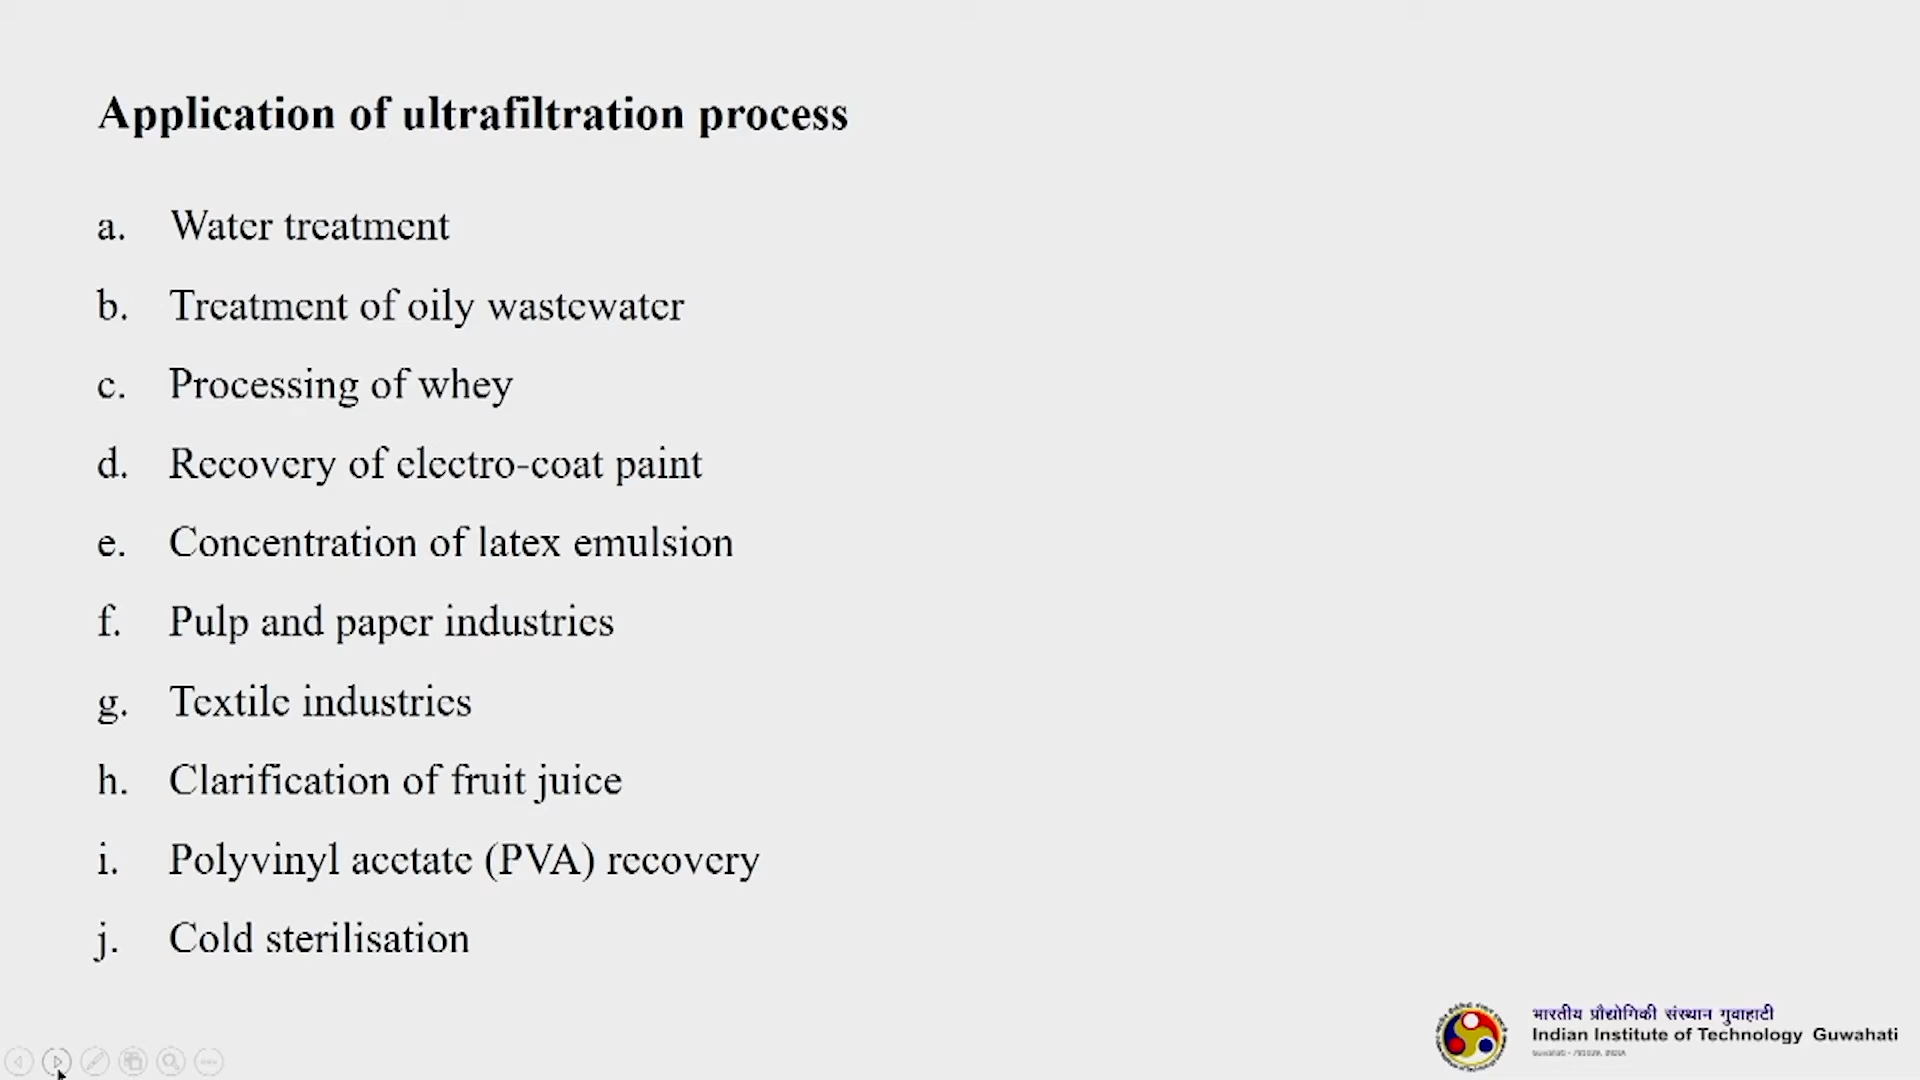 Application of ultrafiltration process
a. Water treatment
b. Treatment of oily wastewater
c. Processing of whey
d. Recovery of electro-coat paint
e. Concentration of latex emulsion
f. Pulp and paper industries
g. Textile industries
h. Clarification of fruit juice
i. Polyvinyl acetate (PVA) recovery
j. Cold sterilisation
भारतीय प्रौद्योगिकी संस्थान गुवाहाटी
Indian Institute of Technology Guwahati